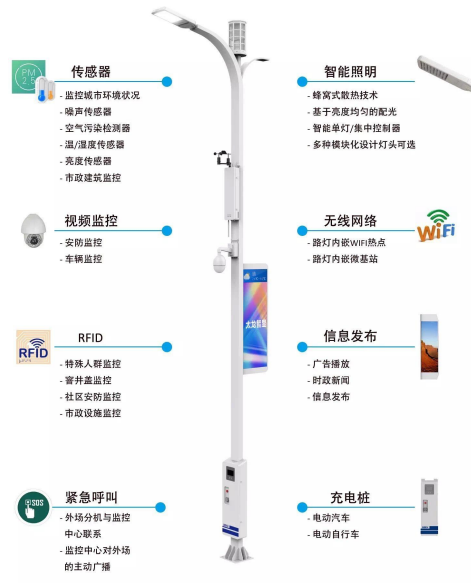 PM
2.5
传感器
- 监控城市环境状况
- 噪声传感器
- 空气污染检测器
- 温/湿度传感器
- 亮度传感器
- 市政建筑监控
智能照明
- 蜂窝式散热技术
- 基于亮度均匀的配光
- 智能单灯/集中控制器
- 多种模块化设计灯头可选
视频监控
- 安防监控
- 车辆监控
无线网络
- 路灯内嵌WIFI热点
- 路灯内嵌微基站
WiFi
RFID
RFID
- 特殊人群监控
- 窨井盖监控
- 社区安防监控
- 市政设施监控
信息发布
- 广告播放
- 时政新闻
- 信息发布
SOS
紧急呼叫
- 外场分机与监控
中心联系
- 监控中心对外场
的主动广播
充电桩
- 电动汽车
- 电动自行车